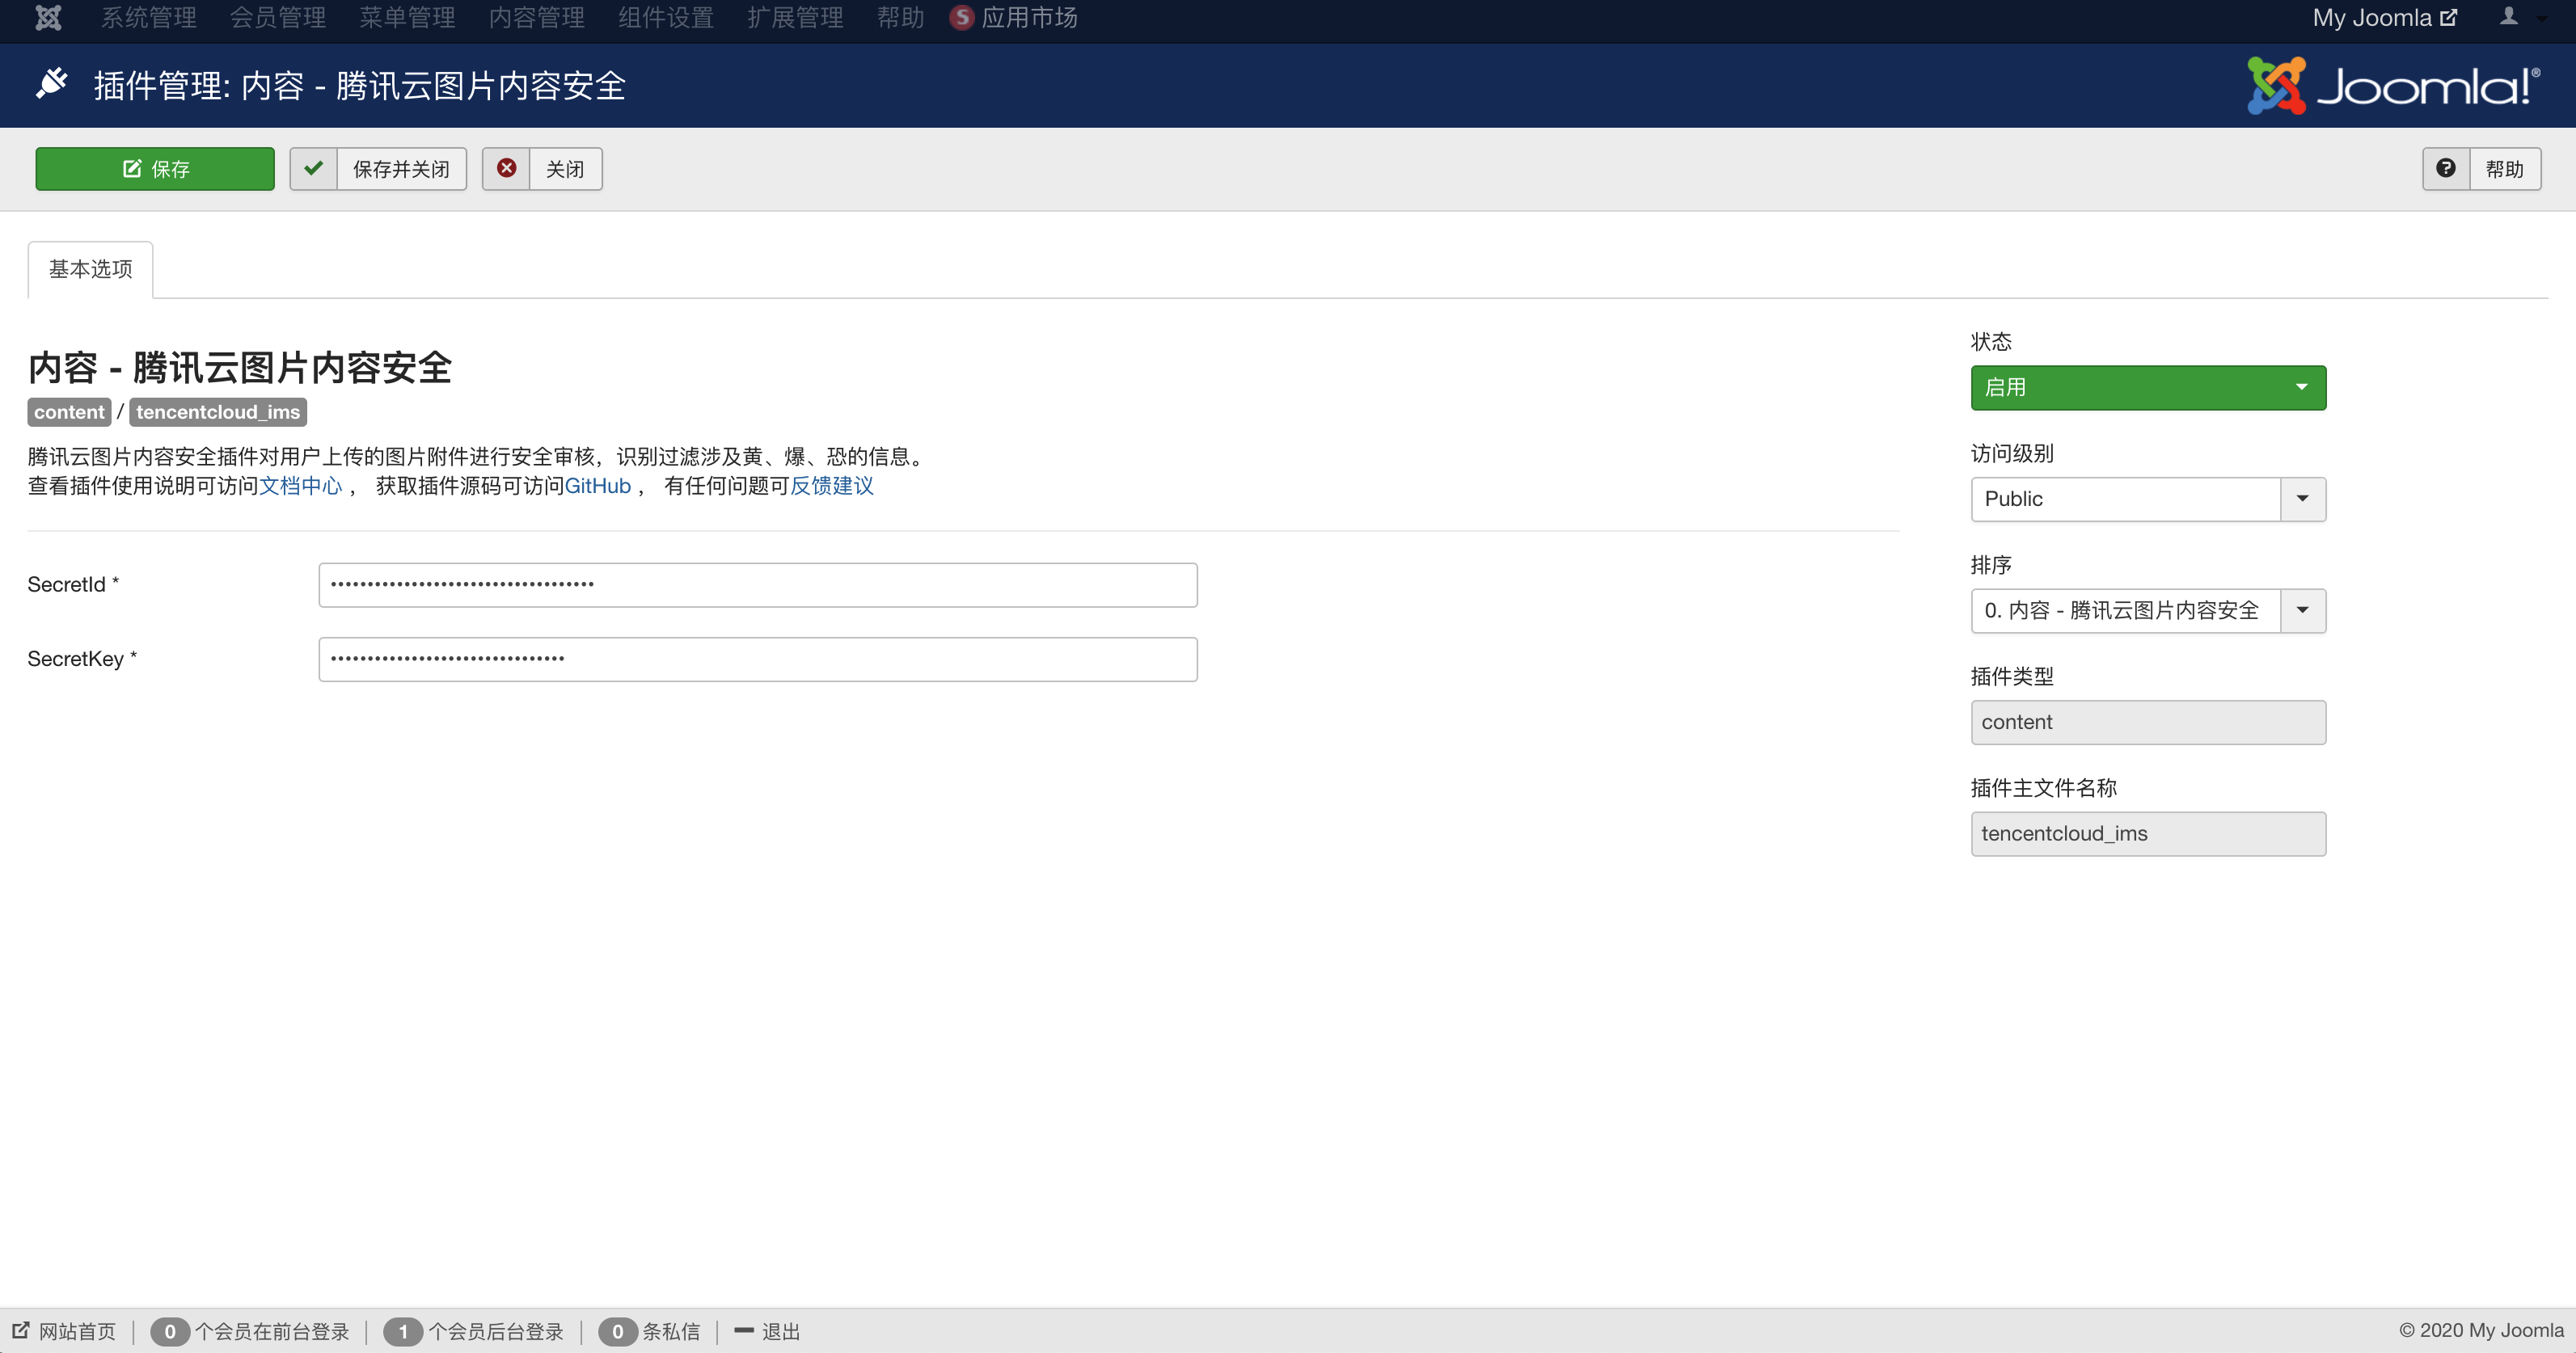 系统管理 会员管理 菜单管理 内容管理 组件设置 扩展管理 帮助 S 应用市场 My Joomla
插件管理: 内容 - 腾讯云图片内容安全 Joomla!®
保存 保存并关闭 关闭 帮助
基本选项
内容 - 腾讯云图片内容安全
content / tencentcloud_ims
腾讯云图片内容安全插件对用户上传的图片附件进行安全审核，识别过滤涉及黄、爆、恐的信息。
查看插件使用说明可访问文档中心 ， 获取插件源码可访问GitHub ， 有任何问题可反馈建议
SecretId *
SecretKey *
状态
启用
访问级别
Public
排序
0. 内容 - 腾讯云图片内容安全
插件类型
content
插件主文件名称
tencentcloud_ims
网站首页 0 个会员在前台登录 1 个会员后台登录 0 条私信 退出 © 2020 My Joomla